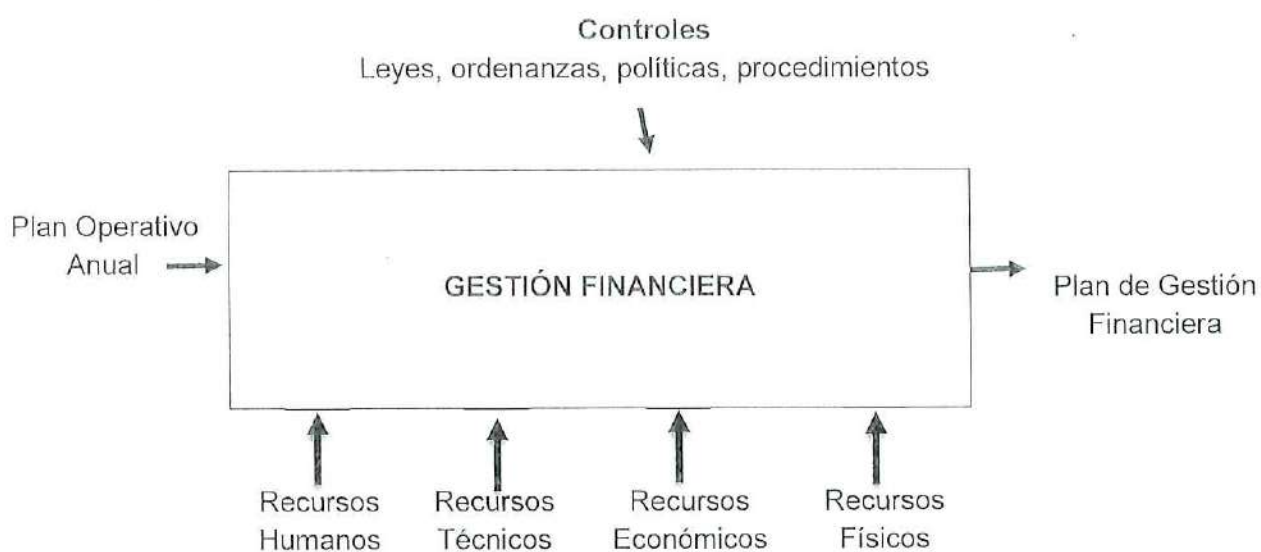 Controles
Leyes, ordenanzas, políticas, procedimientos
Plan Operativo
Anual
GESTIÓN FINANCIERA
Plan de Gestión
Financiera
Recursos
Humanos
Recursos
Técnicos
Recursos
Económicos
Recursos
Físicos